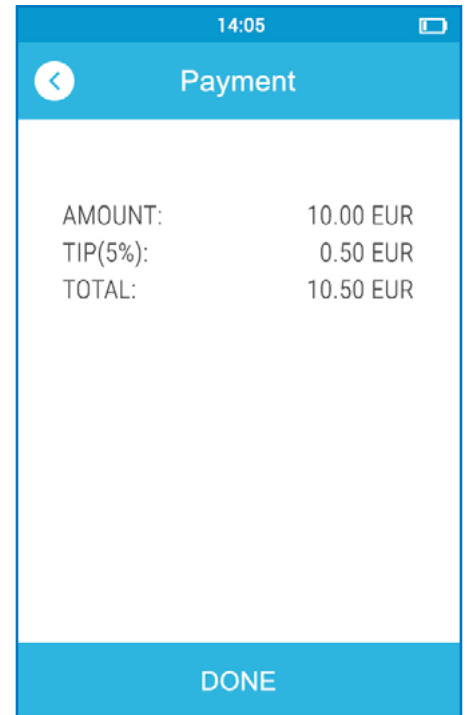 14:05
Payment
AMOUNT: 10.00 EUR
TIP(5%): 0.50 EUR
TOTAL: 10.50 EUR
DONE